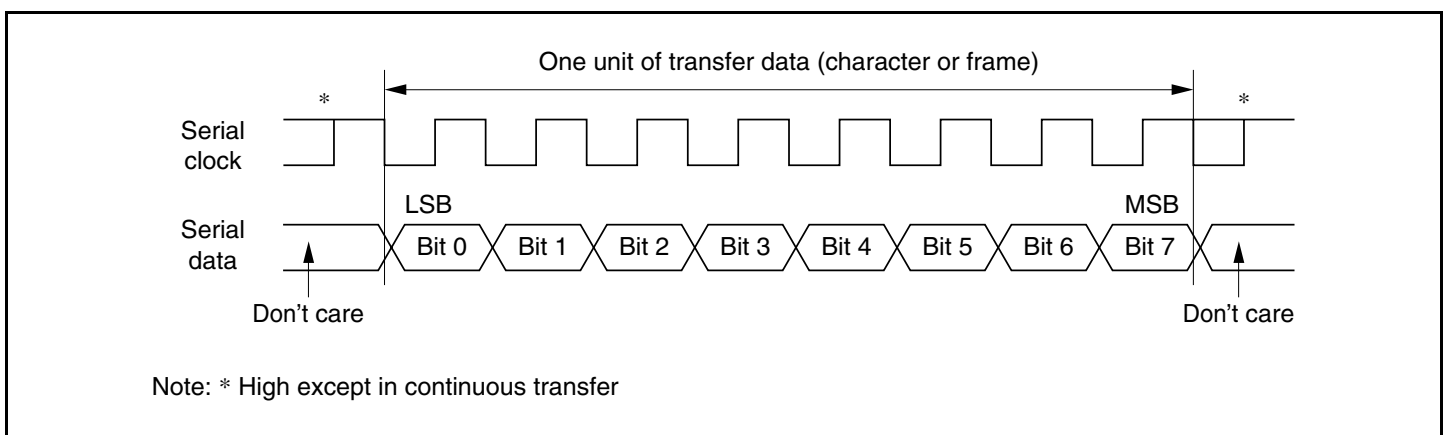 One unit of transfer data (character or frame)
* *
Serial
clock
LSB MSB
Serial
data
Bit 0 Bit 1 Bit 2 Bit 3 Bit 4 Bit 5 Bit 6 Bit 7
Don't care Don't care
Note: * High except in continuous transfer